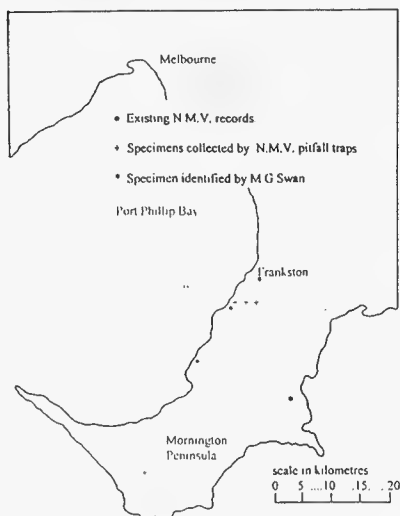 Melbourne
• Existing N.M.V. records
+ Specimens collected by N.M.V. pitfall traps
* Specimen identified by M G Swan
Port Phillip Bay
Frankston
Mornington
Peninsula
scale in kilometres
0 5 ....10 .15. . 20